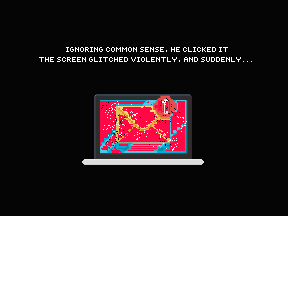 IGNORING COMMON SENSE, HE CLICKED IT
THE SCREEN GLITCHED VIOLENTLY, AND SUDDENLY...